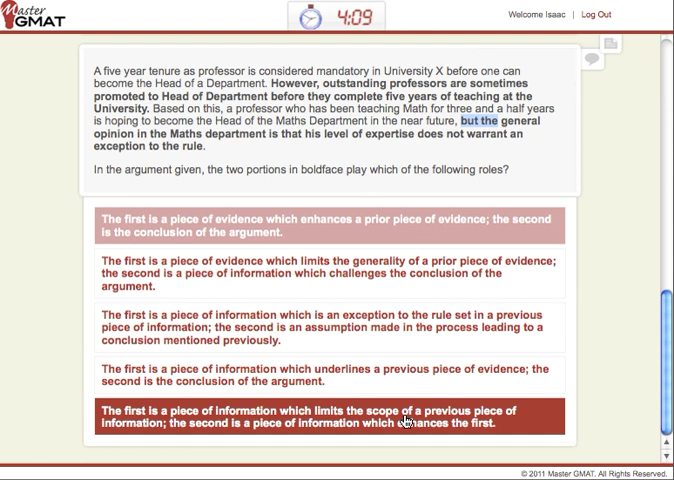 Master
GMAT
4:09
Welcome Isaac | Log Out
A five year tenure as professor is considered mandatory in University X before one can
become the Head of a Department. However, outstanding professors are sometimes
promoted to Head of Department before they complete five years of teaching at the
University. Based on this, a professor who has been teaching Math for three and a half years
is hoping to become the Head of the Maths Department in the near future, but the general
opinion in the Maths department is that his level of expertise does not warrant an
exception to the rule.
In the argument given, the two portions in boldface play which of the following roles?
The first is a piece of evidence which enhances a prior piece of evidence; the second
is the conclusion of the argument.
The first is a piece of evidence which limits the generality of a prior piece of evidence;
the second is a piece of information which challenges the conclusion of the
argument.
The first is a piece of information which is an exception to the rule set in a previous
piece of information; the second is an assumption made in the process leading to a
conclusion mentioned previously.
The first is a piece of information which underlines a previous piece of evidence; the
second is the conclusion of the argument.
The first is a piece of information which limits the scope of a previous piece of
information; the second is a piece of information which enhances the first.
© 2011 Master GMAT. All Rights Reserved.